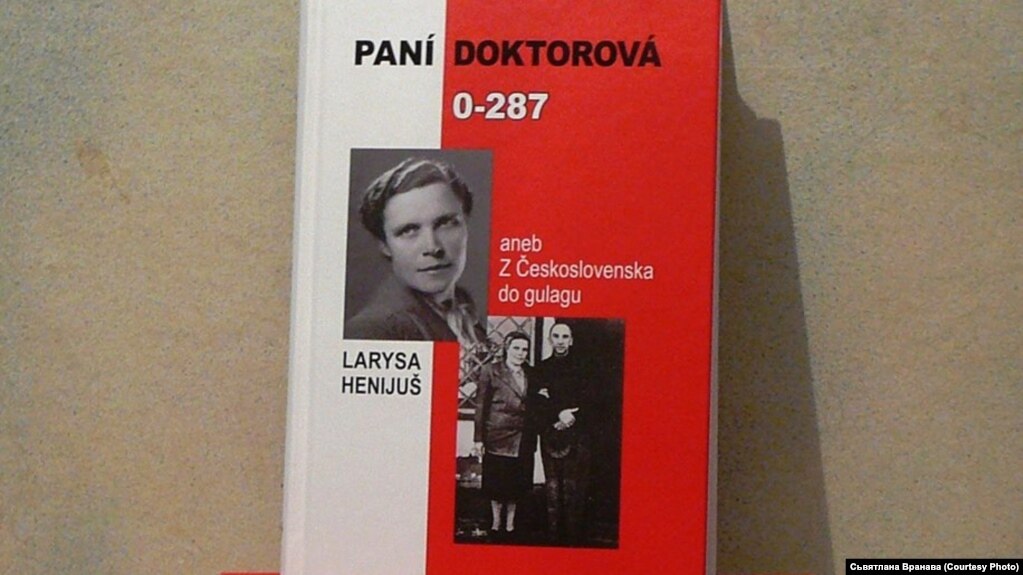 PANÍ DOKTOROVÁ
0-287
aneb
Z Československa
do gulagu
LARYSA
HENIJUŠ
Сьвятлана Вранава (Courtesy Photo)